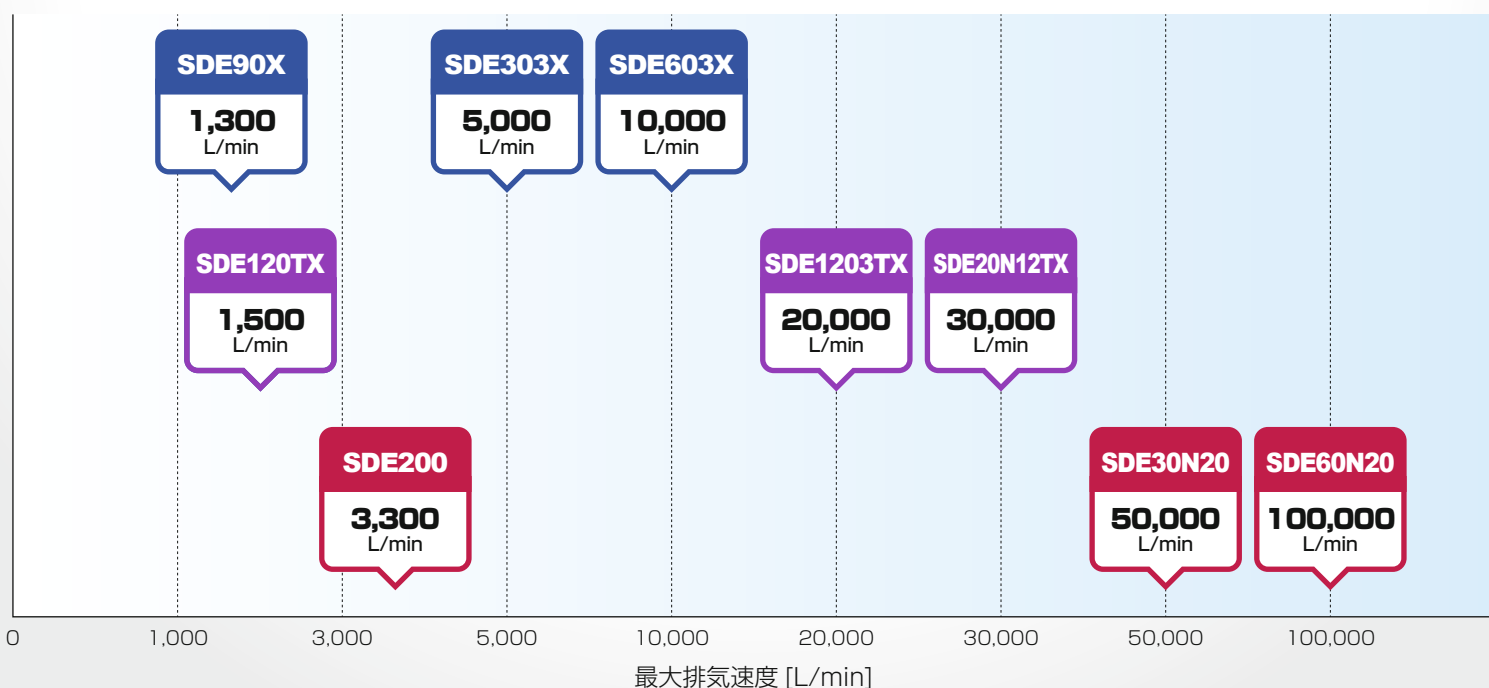 SDE90X
1,300
L/min
SDE303X
5,000
L/min
SDE603X
10,000
L/min
SDE120TX
1,500
L/min
SDE1203TX
20,000
L/min
SDE20N12TX
30,000
L/min
SDE200
3,300
L/min
SDE30N20
50,000
L/min
SDE60N20
100,000
L/min
0 1,000 3,000 5,000 10,000 20,000 30,000 50,000 100,000
最大排気速度 [L/min]